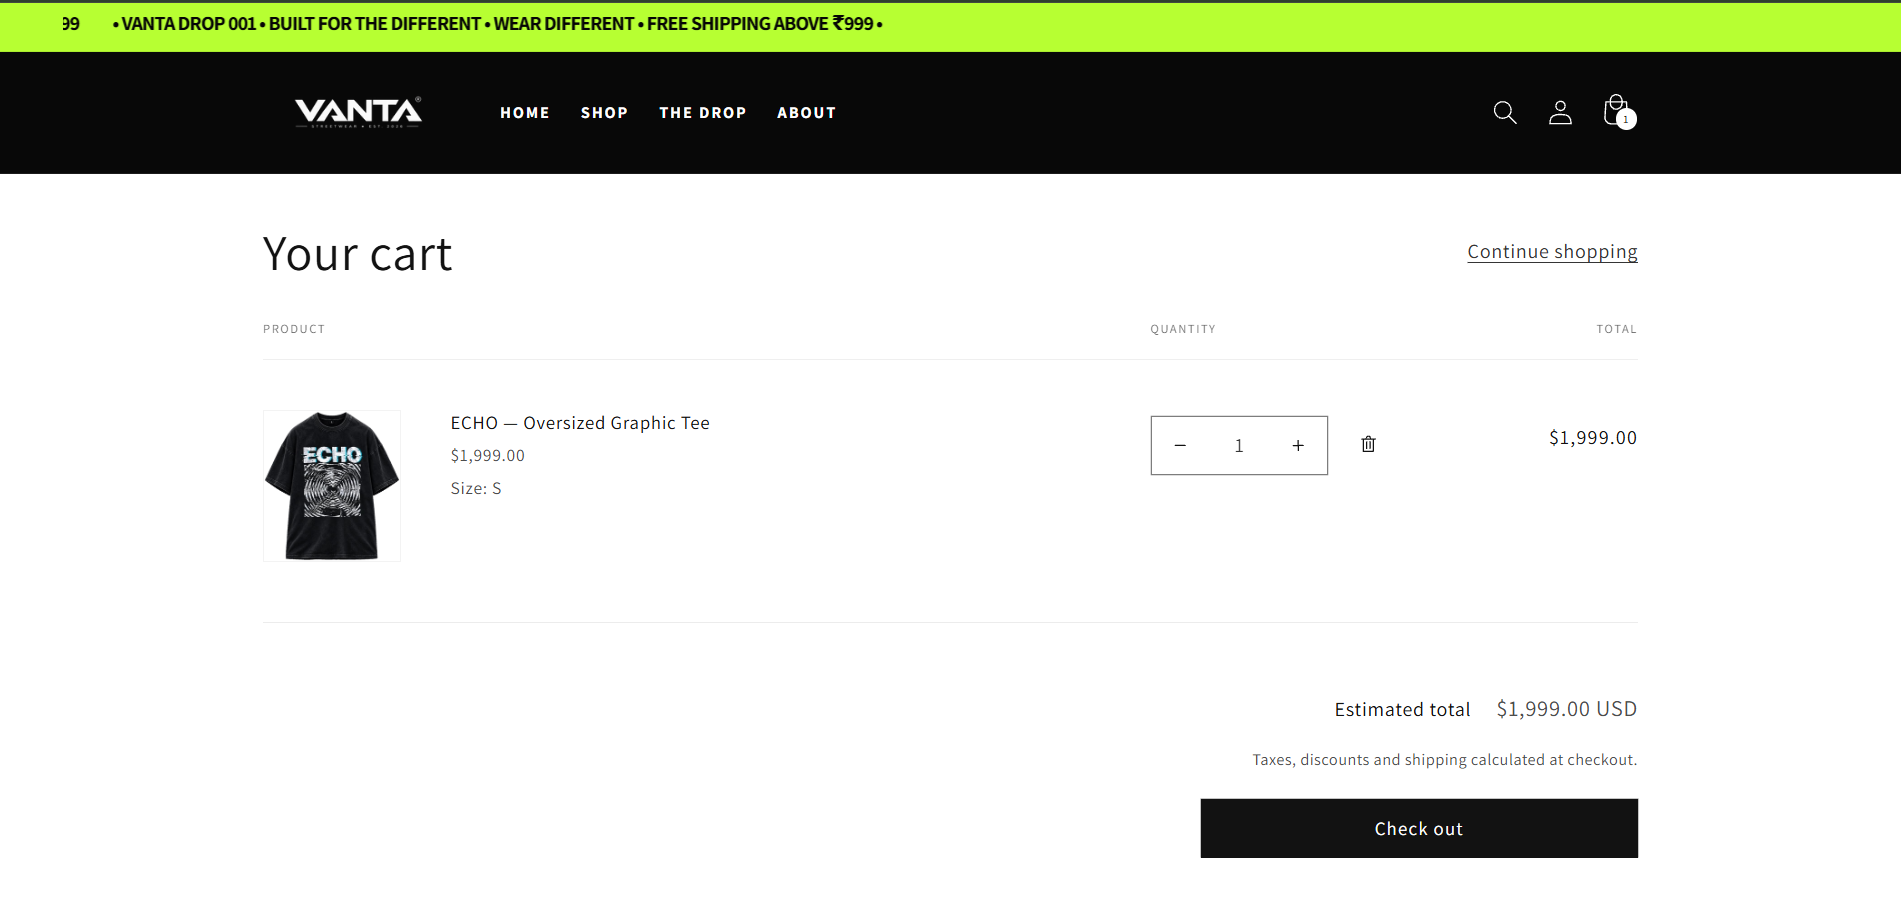 99 • VANTA DROP 001 • BUILT FOR THE DIFFERENT • WEAR DIFFERENT • FREE SHIPPING ABOVE ₹999 •
VANTA®
HOME SHOP THE DROP ABOUT
1
Your cart
Continue shopping
PRODUCT QUANTITY TOTAL
ECHO
ECHO — Oversized Graphic Tee
$1,999.00
Size: S
− 1 +
$1,999.00
Estimated total $1,999.00 USD
Taxes, discounts and shipping calculated at checkout.
Check out